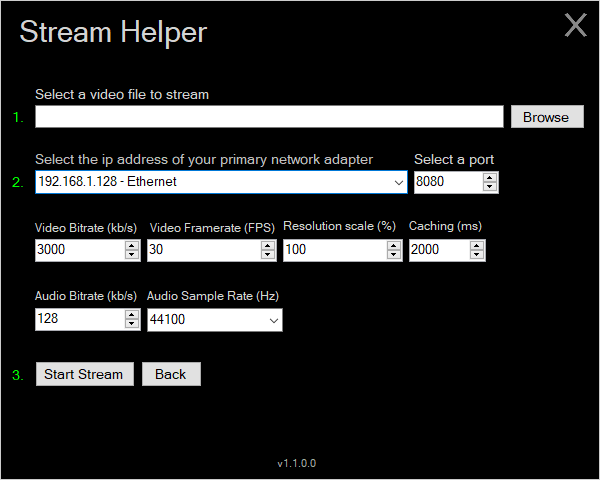 Stream Helper X
Select a video file to stream
1. Browse
Select the ip address of your primary network adapter Select a port
2. 192.168.1.128 - Ethernet 8080
Video Bitrate (kb/s) Video Framerate (FPS) Resolution scale (%) Caching (ms)
3000 30 100 2000
Audio Bitrate (kb/s) Audio Sample Rate (Hz)
128 44100
3. Start Stream Back
v1.1.0.0